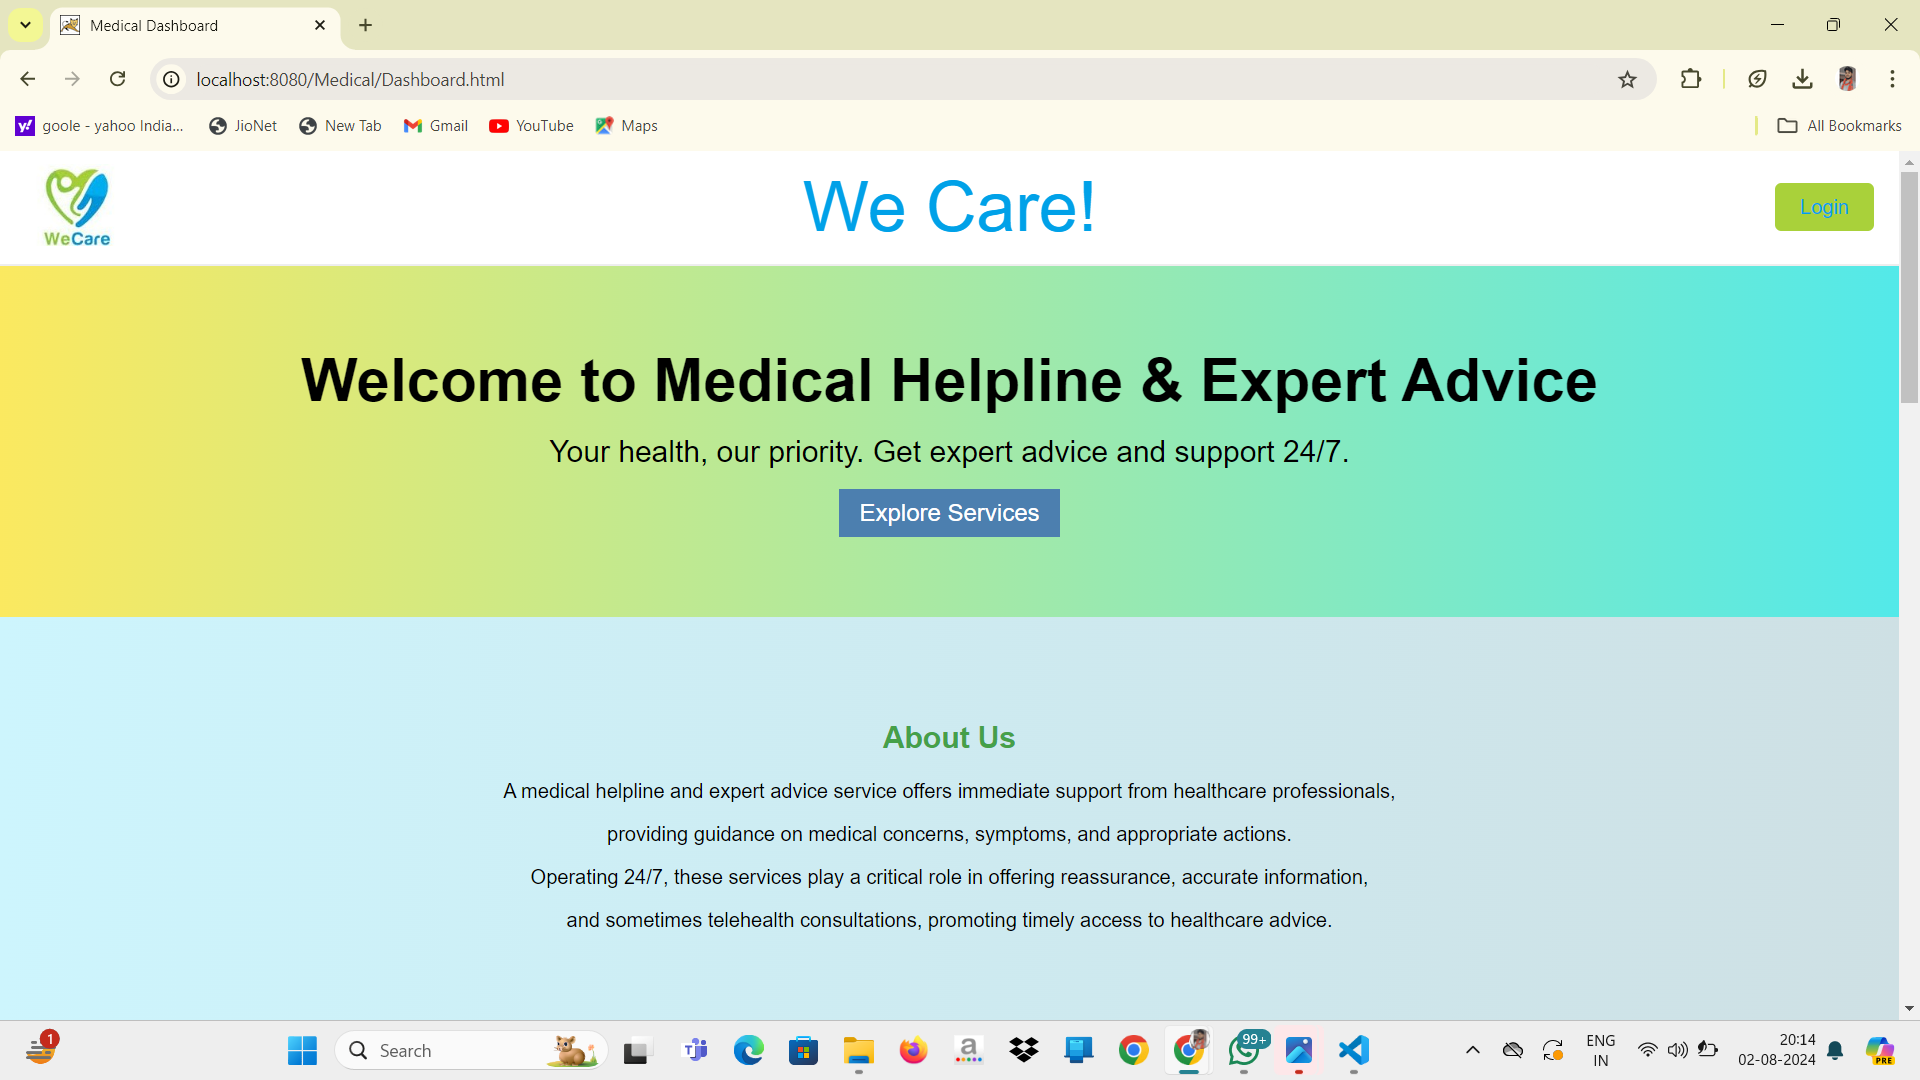 Medical Dashboard
localhost:8080/Medical/Dashboard.html
goole - yahoo India... JioNet New Tab Gmail YouTube Maps All Bookmarks
WeCare
We Care!
Login
Welcome to Medical Helpline & Expert Advice
Your health, our priority. Get expert advice and support 24/7.
Explore Services
About Us
A medical helpline and expert advice service offers immediate support from healthcare professionals,
providing guidance on medical concerns, symptoms, and appropriate actions.
Operating 24/7, these services play a critical role in offering reassurance, accurate information,
and sometimes telehealth consultations, promoting timely access to healthcare advice.
1
Search
a
99+
ENG
IN
20:14
02-08-2024
PRE